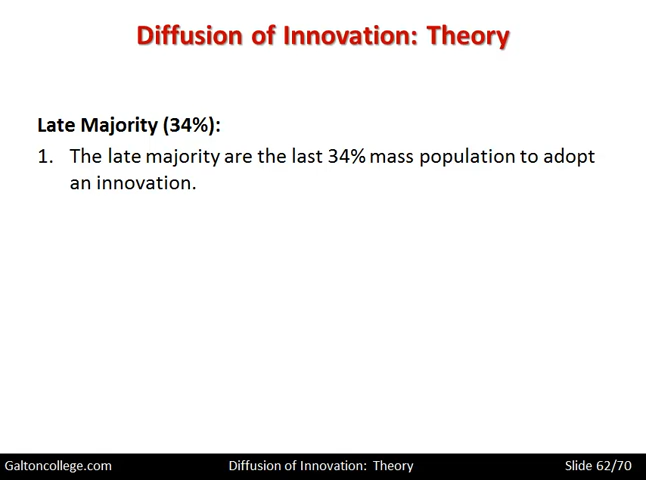 Diffusion of Innovation: Theory
Late Majority (34%):
1. The late majority are the last 34% mass population to adopt
an innovation.
Galtoncollege.com Diffusion of Innovation: Theory Slide 62/70